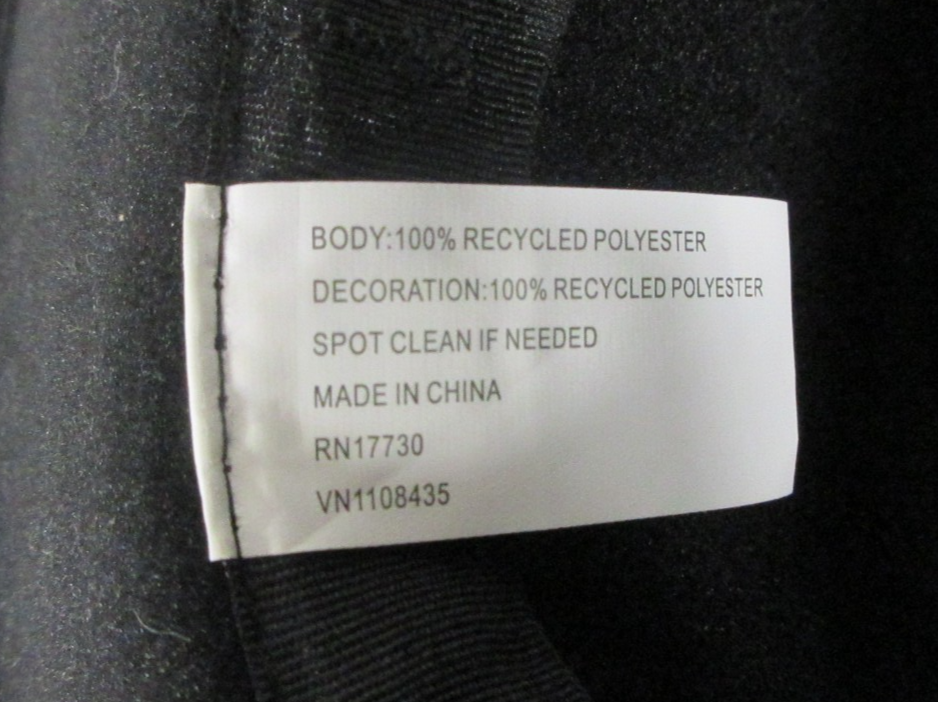 BODY:100% RECYCLED POLYESTER
DECORATION:100% RECYCLED POLYESTER
SPOT CLEAN IF NEEDED
MADE IN CHINA
RN17730
VN1108435